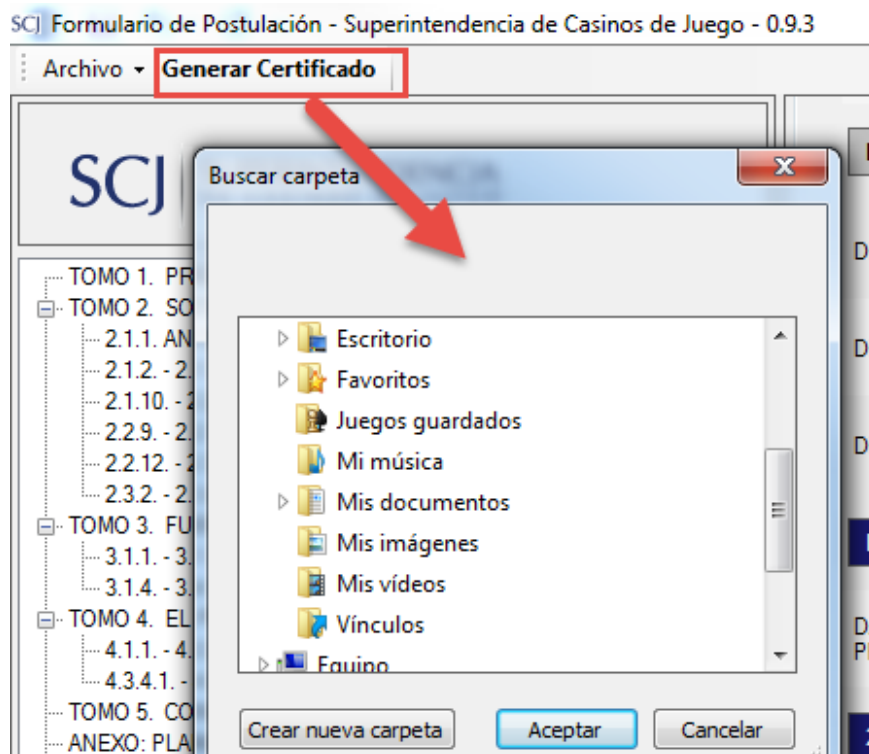 SCJ Formulario de Postulación - Superintendencia de Casinos de Juego - 0.9.3
Archivo Generar Certificado
SCJ
Buscar carpeta
TOMO 1. PR
TOMO 2. SO
2.1.1. AN
2.1.2. - 2.
2.1.10. - 2
2.2.9. - 2.
2.2.12. - 2
2.3.2. - 2.
TOMO 3. FU
3.1.1. - 3.
3.1.4. - 3.
TOMO 4. EL
4.1.1. - 4.
4.3.4.1. -
TOMO 5. CO
ANEXO: PLA
Escritorio
Favoritos
Juegos guardados
Mi música
Mis documentos
Mis imágenes
Mis vídeos
Vínculos
Equipo
Crear nueva carpeta
Aceptar
Cancelar
D
D
D
D